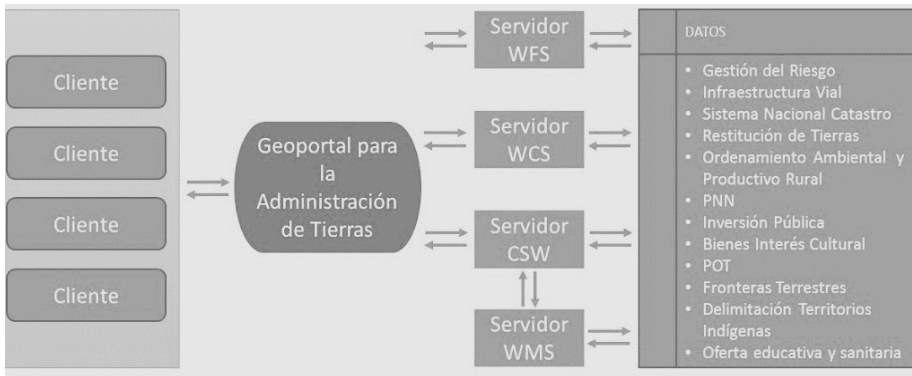 Cliente
Cliente
Cliente
Cliente
Geoportal para
la
Administración
de Tierras
Servidor
WFS
Servidor
WCS
Servidor
CSW
Servidor
WMS
DATOS
• Gestión del Riesgo
• Infraestructura Vial
• Sistema Nacional Catastro
• Restitución de Tierras
• Ordenamiento Ambiental y
Productivo Rural
• PNN
• Inversión Pública
• Bienes Interés Cultural
• POT
• Fronteras Terrestres
• Delimitación Territorios
Indígenas
• Oferta educativa y sanitaria